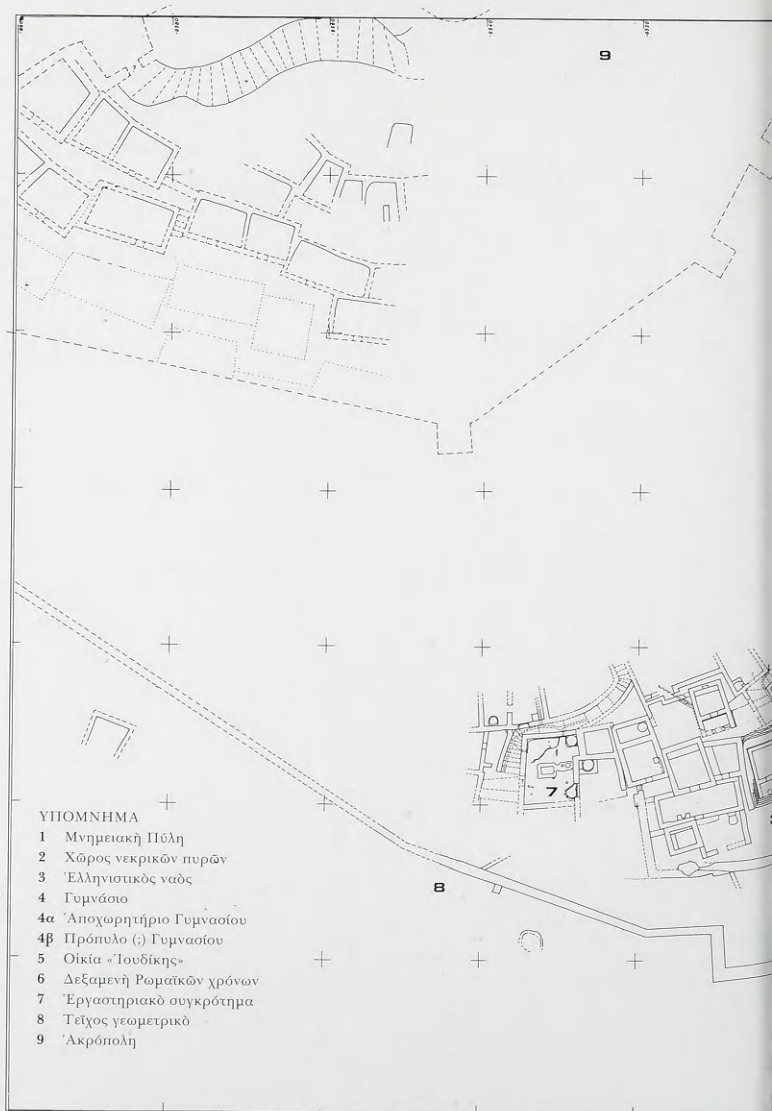 9
7
8
ΥΠΟΜΝΗΜΑ
1 Μνημειακὴ Πύλη
2 Χῶρος νεκρικῶν πυρῶν
3 Ἑλληνιστικὸς ναὸς
4 Γυμνάσιο
4α Ἀποχωρητήριο Γυμνασίου
4β Πρόπυλο (;) Γυμνασίου
5 Οἰκία «Ἰουδίκης»
6 Δεξαμενὴ Ρωμαϊκῶν χρόνων
7 Ἐργαστηριακὸ συγκρότημα
8 Τεῖχος γεωμετρικὸ
9 Ἀκρόπολη